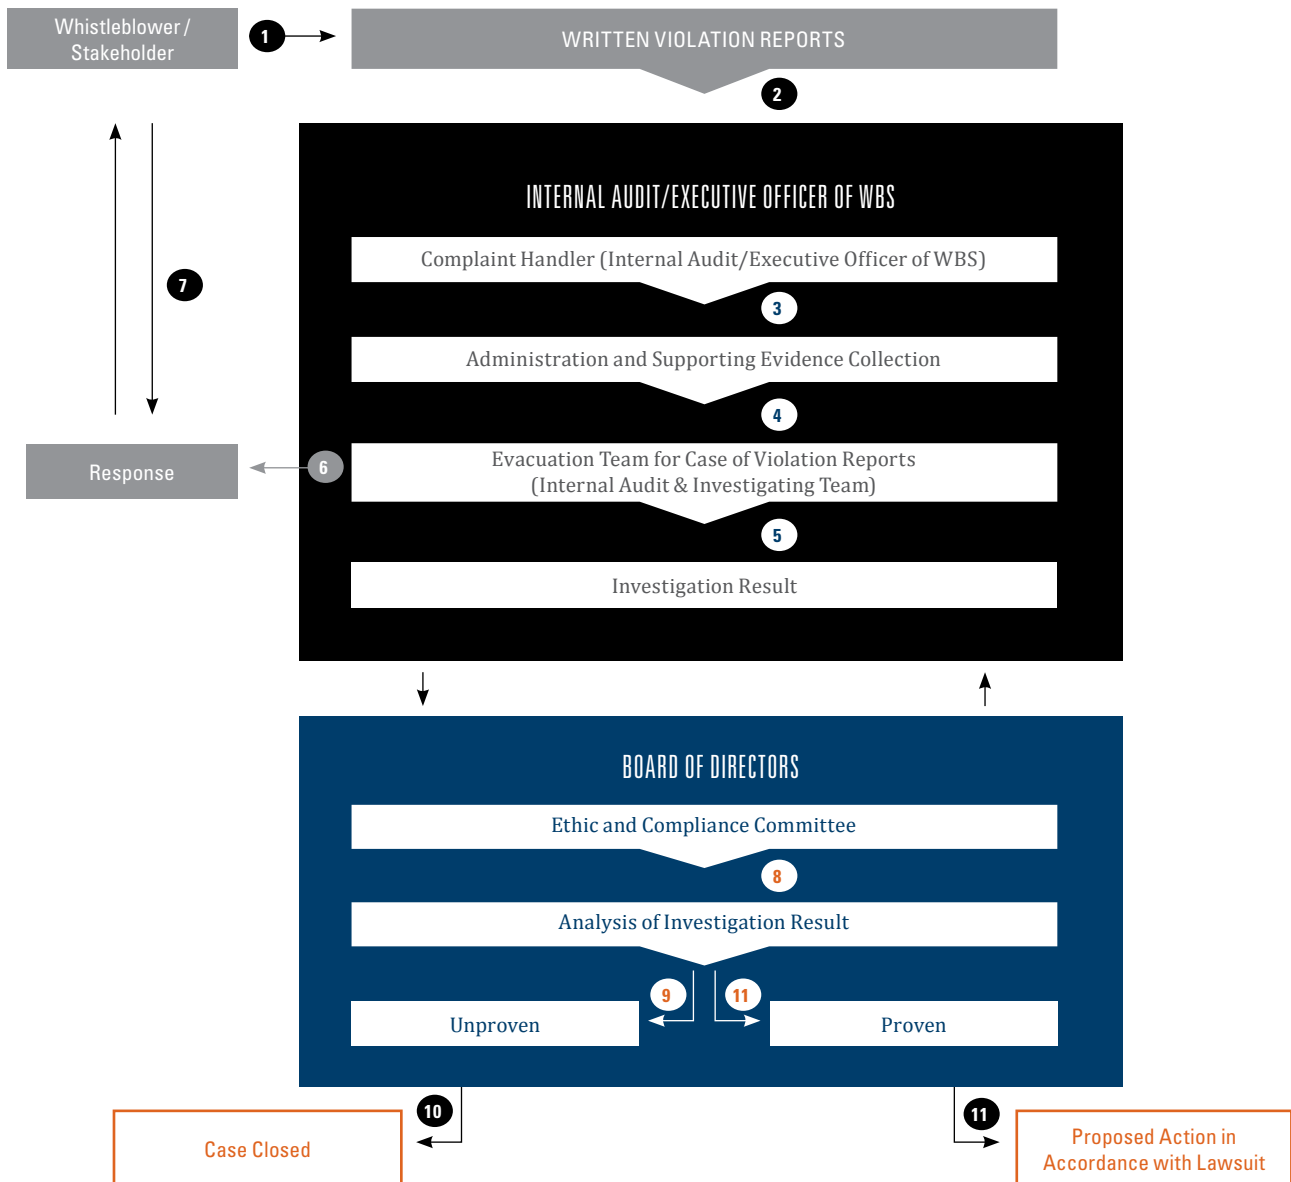 Whistleblower /
Stakeholder
1
WRITTEN VIOLATION REPORTS
2
INTERNAL AUDIT/EXECUTIVE OFFICER OF WBS
Complaint Handler (Internal Audit/Executive Officer of WBS)
3
Administration and Supporting Evidence Collection
4
7
Response
6
Evacuation Team for Case of Violation Reports
(Internal Audit & Investigating Team)
5
Investigation Result
BOARD OF DIRECTORS
Ethic and Compliance Committee
8
Analysis of Investigation Result
9
11
Unproven
Proven
10
11
Case Closed
Proposed Action in
Accordance with Lawsuit